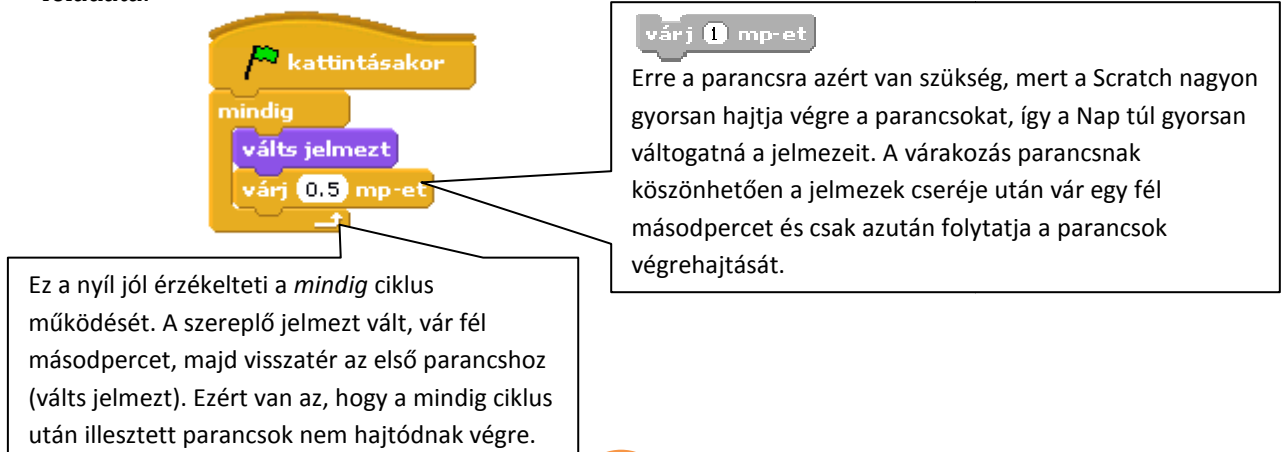 kattintásakor
mindig
válts jelmezt
várj 0.5 mp-et
várj 1 mp-et
Erre a parancsra azért van szükség, mert a Scratch nagyon
gyorsan hajtja végre a parancsokat, így a Nap túl gyorsan
váltogatná a jelmezeit. A várakozás parancsnak
köszönhetően a jelmezek cseréje után vár egy fél
másodpercet és csak azután folytatja a parancsok
végrehajtását.
Ez a nyíl jól érzékelteti a mindig ciklus
működését. A szereplő jelmezt vált, vár fél
másodpercet, majd visszatér az első parancshoz
(válts jelmezt). Ezért van az, hogy a mindig ciklus
után illesztett parancsok nem hajtódnak végre.